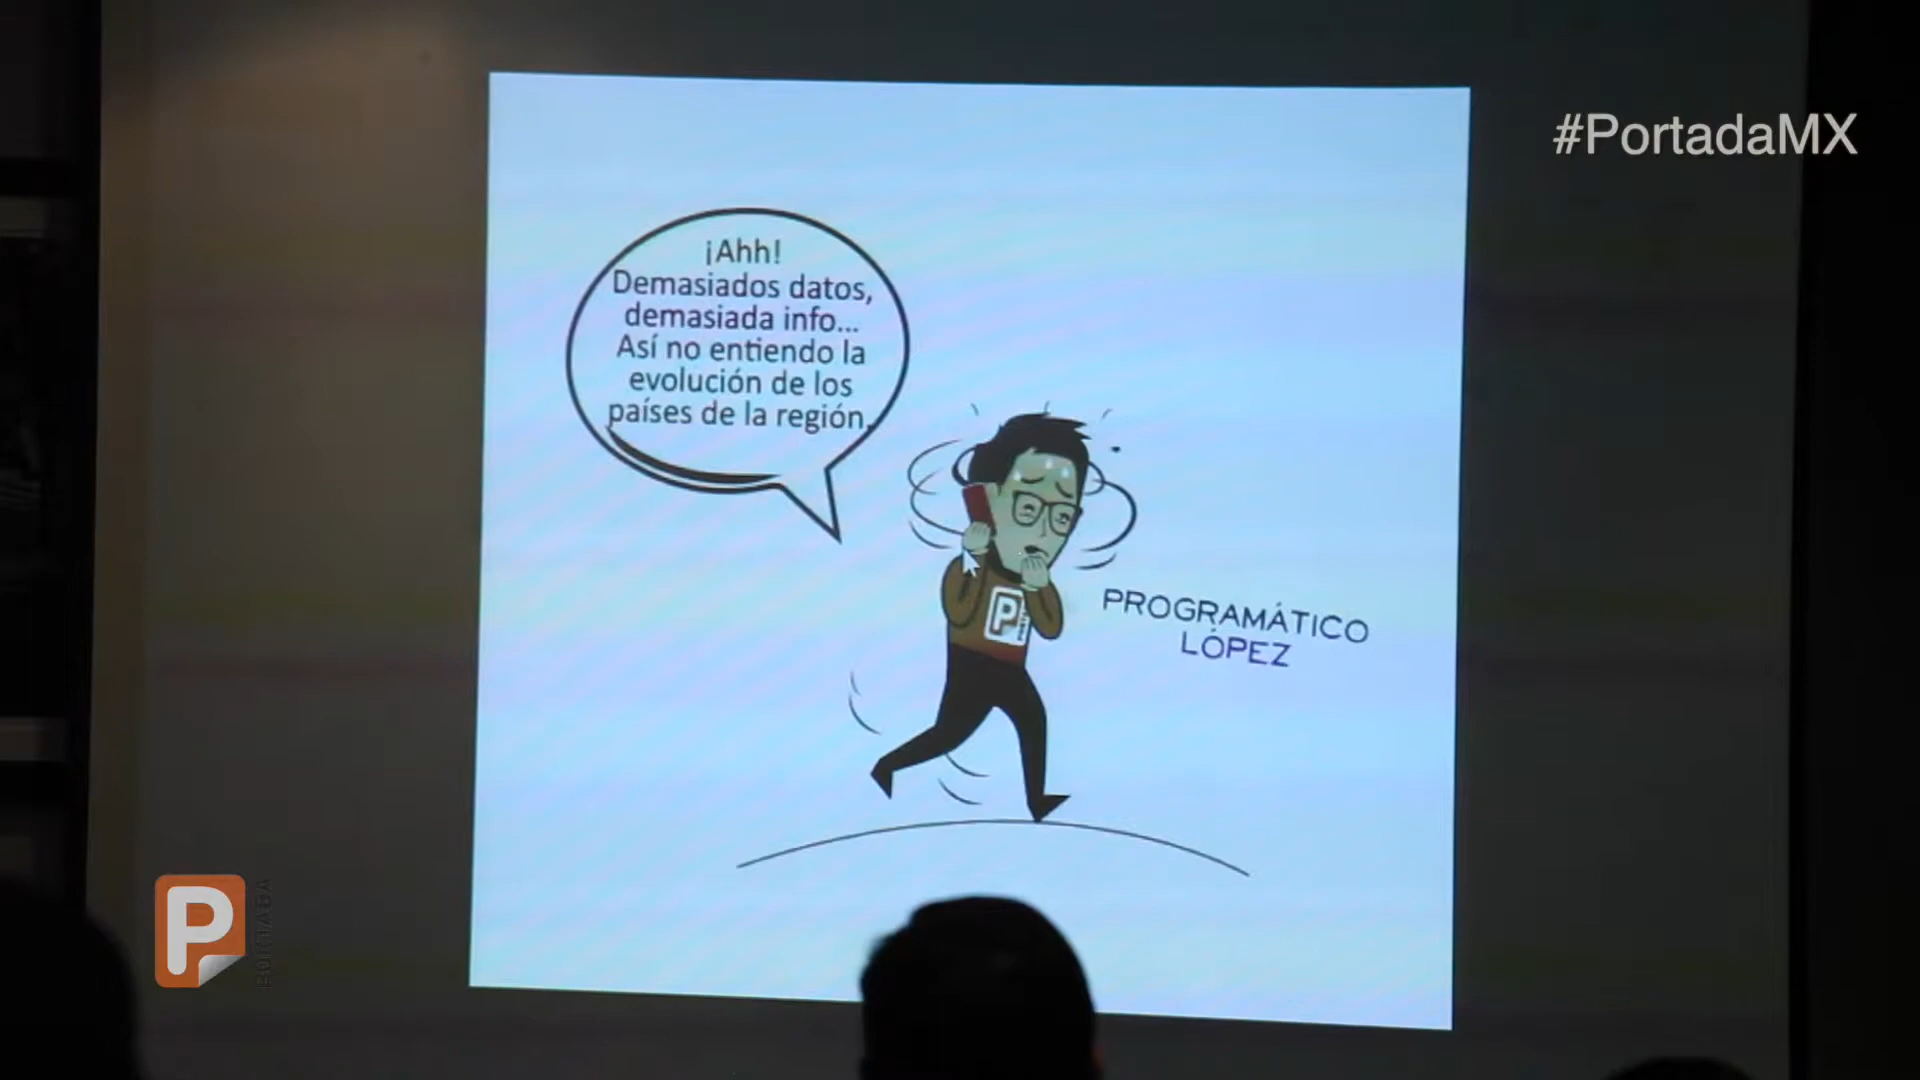 #PortadaMX
¡Ahh!
Demasiados datos,
demasiada info...
Así no entiendo la
evolución de los
países de la región.
PROGRAMÁTICO
LÓPEZ
P
P
PORTADA